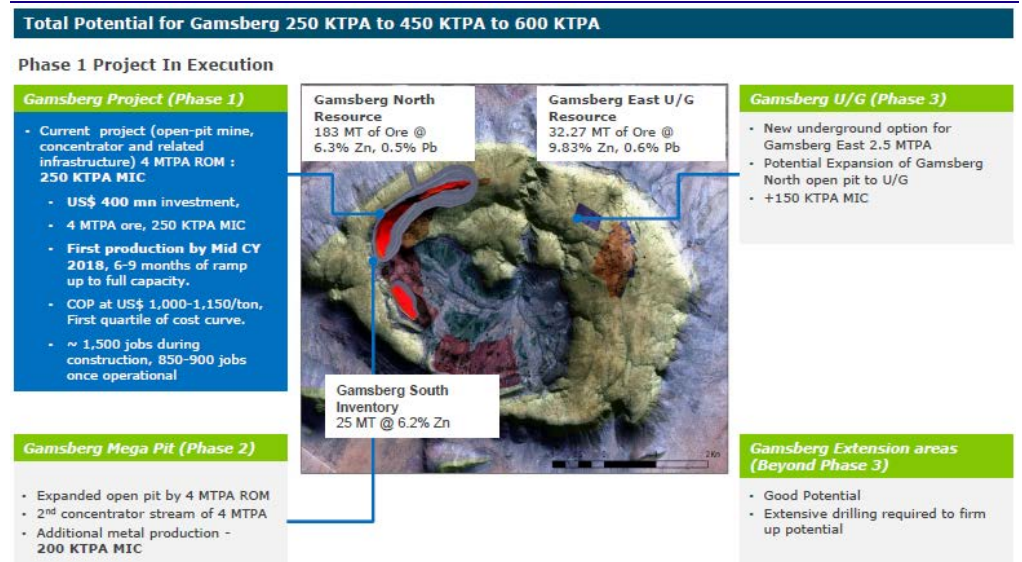 Total Potential for Gamsberg 250 KTPA to 450 KTPA to 600 KTPA
Phase 1 Project In Execution
Gamsberg Project (Phase 1)
• Current project (open-pit mine,
concentrator and related
infrastructure) 4 MTPA ROM :
250 KTPA MIC
• US$ 400 mn investment,
• 4 MTPA ore, 250 KTPA MIC
• First production by Mid CY
2018, 6-9 months of ramp
up to full capacity.
• COP at US$ 1,000-1,150/ton,
First quartile of cost curve.
• ~ 1,500 jobs during
construction, 850-900 jobs
once operational
Gamsberg Mega Pit (Phase 2)
• Expanded open pit by 4 MTPA ROM
• 2nd concentrator stream of 4 MTPA
• Additional metal production -
200 KTPA MIC
Gamsberg North
Resource
183 MT of Ore @
6.3% Zn, 0.5% Pb
Gamsberg East U/G
Resource
32.27 MT of Ore @
9.83% Zn, 0.6% Pb
Gamsberg South
Inventory
25 MT @ 6.2% Zn
Gamsberg U/G (Phase 3)
• New underground option for
Gamsberg East 2.5 MTPA
• Potential Expansion of Gamsberg
North open pit to U/G
• +150 KTPA MIC
Gamsberg Extension areas
(Beyond Phase 3)
• Good Potential
• Extensive drilling required to firm
up potential